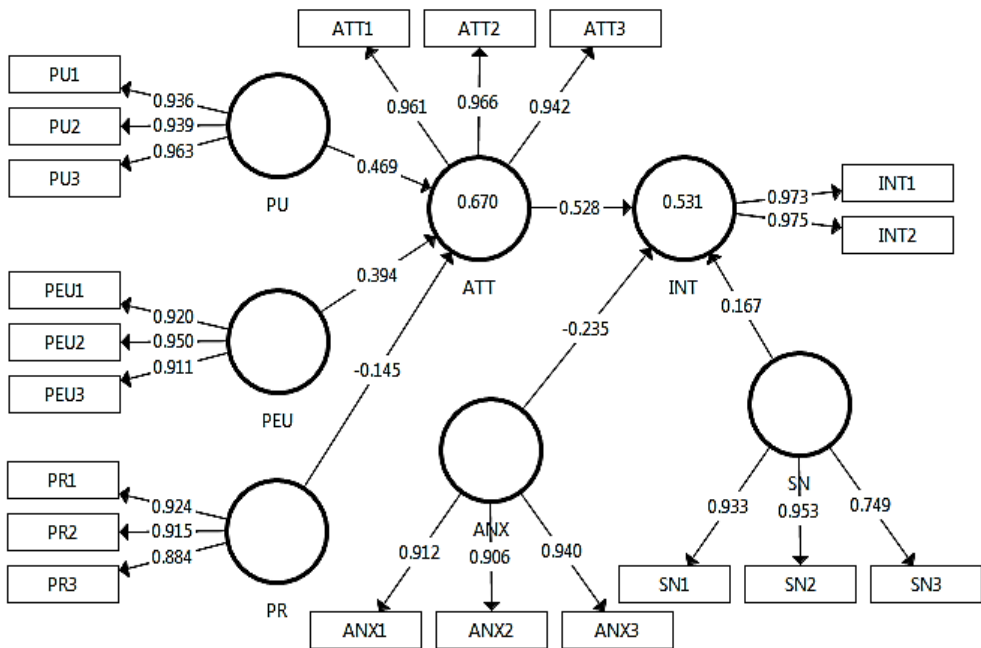 ATT1
ATT2
ATT3
PU1
PU2
PU3
0.936
0.939
0.963
PU
0.961
0.966
0.942
0.469
0.670
ATT
0.528
0.531
INT
0.973
0.975
INT1
INT2
PEU1
PEU2
PEU3
0.920
0.950
0.911
PEU
0.394
-0.145
-0.235
0.167
PR1
PR2
PR3
0.924
0.915
0.884
PR
ANX
0.912
0.906
0.940
ANX1
ANX2
ANX3
SN
0.933
0.953
0.749
SN1
SN2
SN3